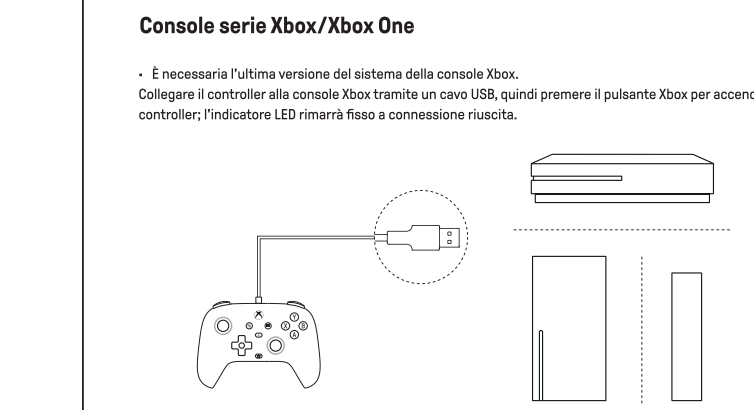 Console serie Xbox/Xbox One
· È necessaria l'ultima versione del sistema della console Xbox.
Collegare il controller alla console Xbox tramite un cavo USB, quindi premere il pulsante Xbox per accend
controller; l'indicatore LED rimarrà fisso a connessione riuscita.
Y
X B
A